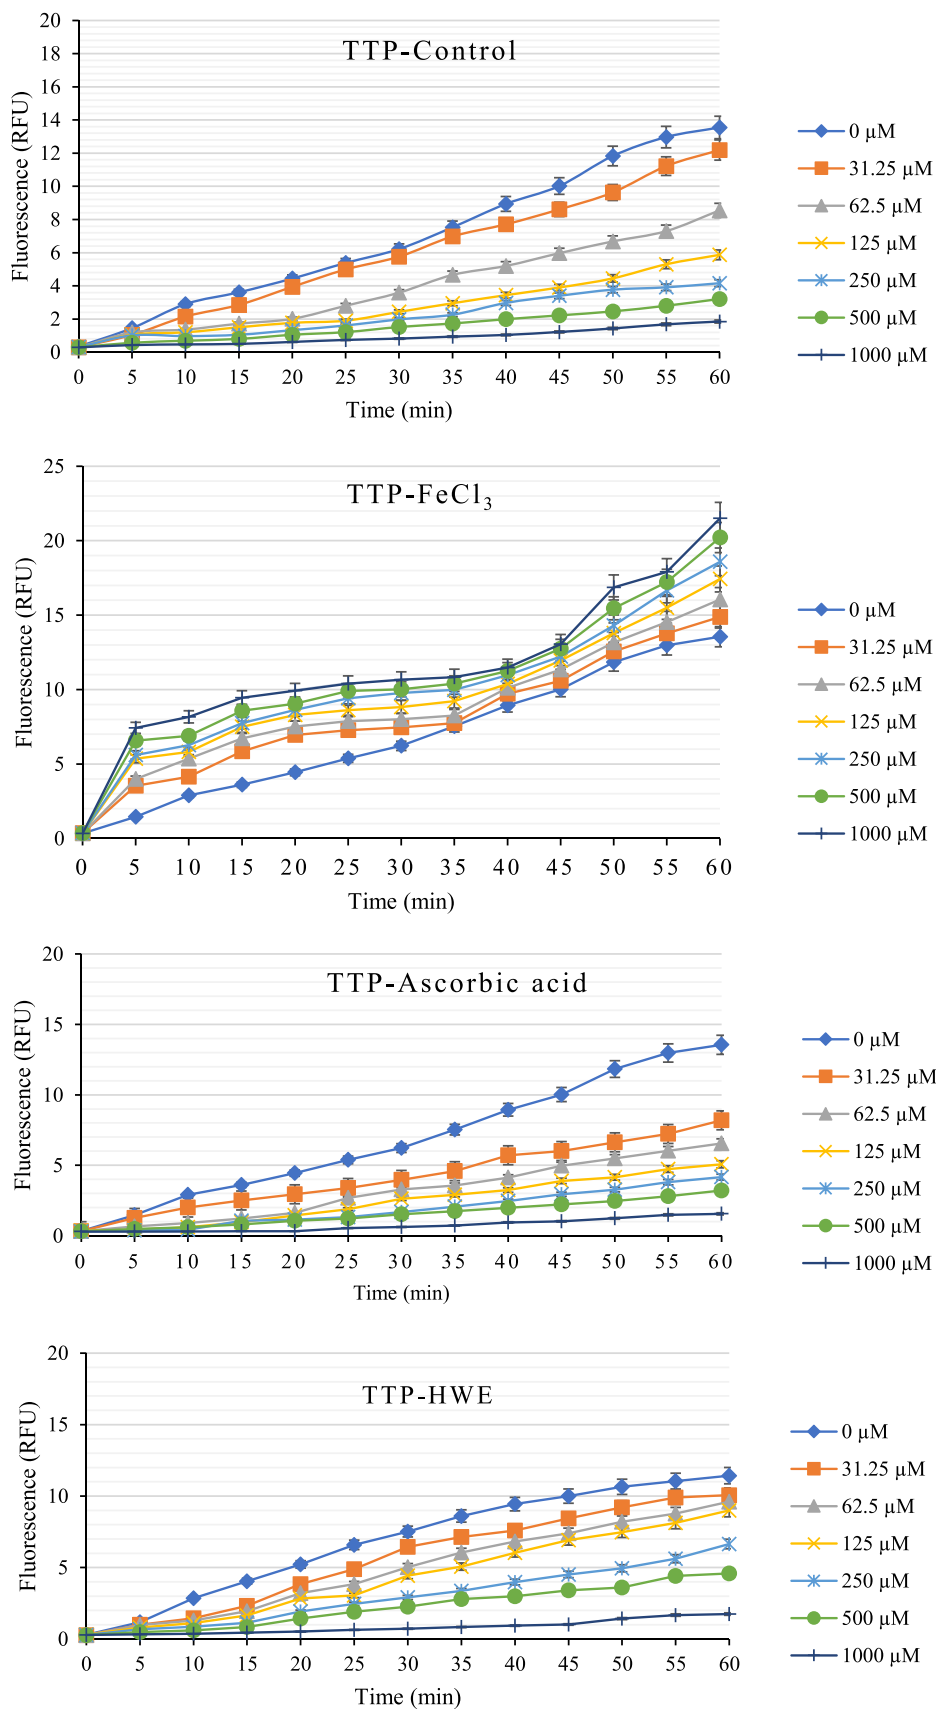 TTP-Control
Fluorescence (RFU)
20
18
16
14
12
10
8
6
4
2
0
0 5 10 15 20 25 30 35 40 45 50 55 60
Time (min)
0 µM
31.25 µM
62.5 µM
125 µM
250 µM
500 µM
1000 µM
TTP-FeCl₃
Fluorescence (RFU)
25
20
15
10
5
0
0 5 10 15 20 25 30 35 40 45 50 55 60
Time (min)
0 µM
31.25 µM
62.5 µM
125 µM
250 µM
500 µM
1000 µM
TTP-Ascorbic acid
Fluorescence (RFU)
20
15
10
5
0
0 5 10 15 20 25 30 35 40 45 50 55 60
Time (min)
0 µM
31.25 µM
62.5 µM
125 µM
250 µM
500 µM
1000 µM
TTP-HWE
Fluorescence (RFU)
20
15
10
5
0
0 5 10 15 20 25 30 35 40 45 50 55 60
Time (min)
0 µM
31.25 µM
62.5 µM
125 µM
250 µM
500 µM
1000 µM